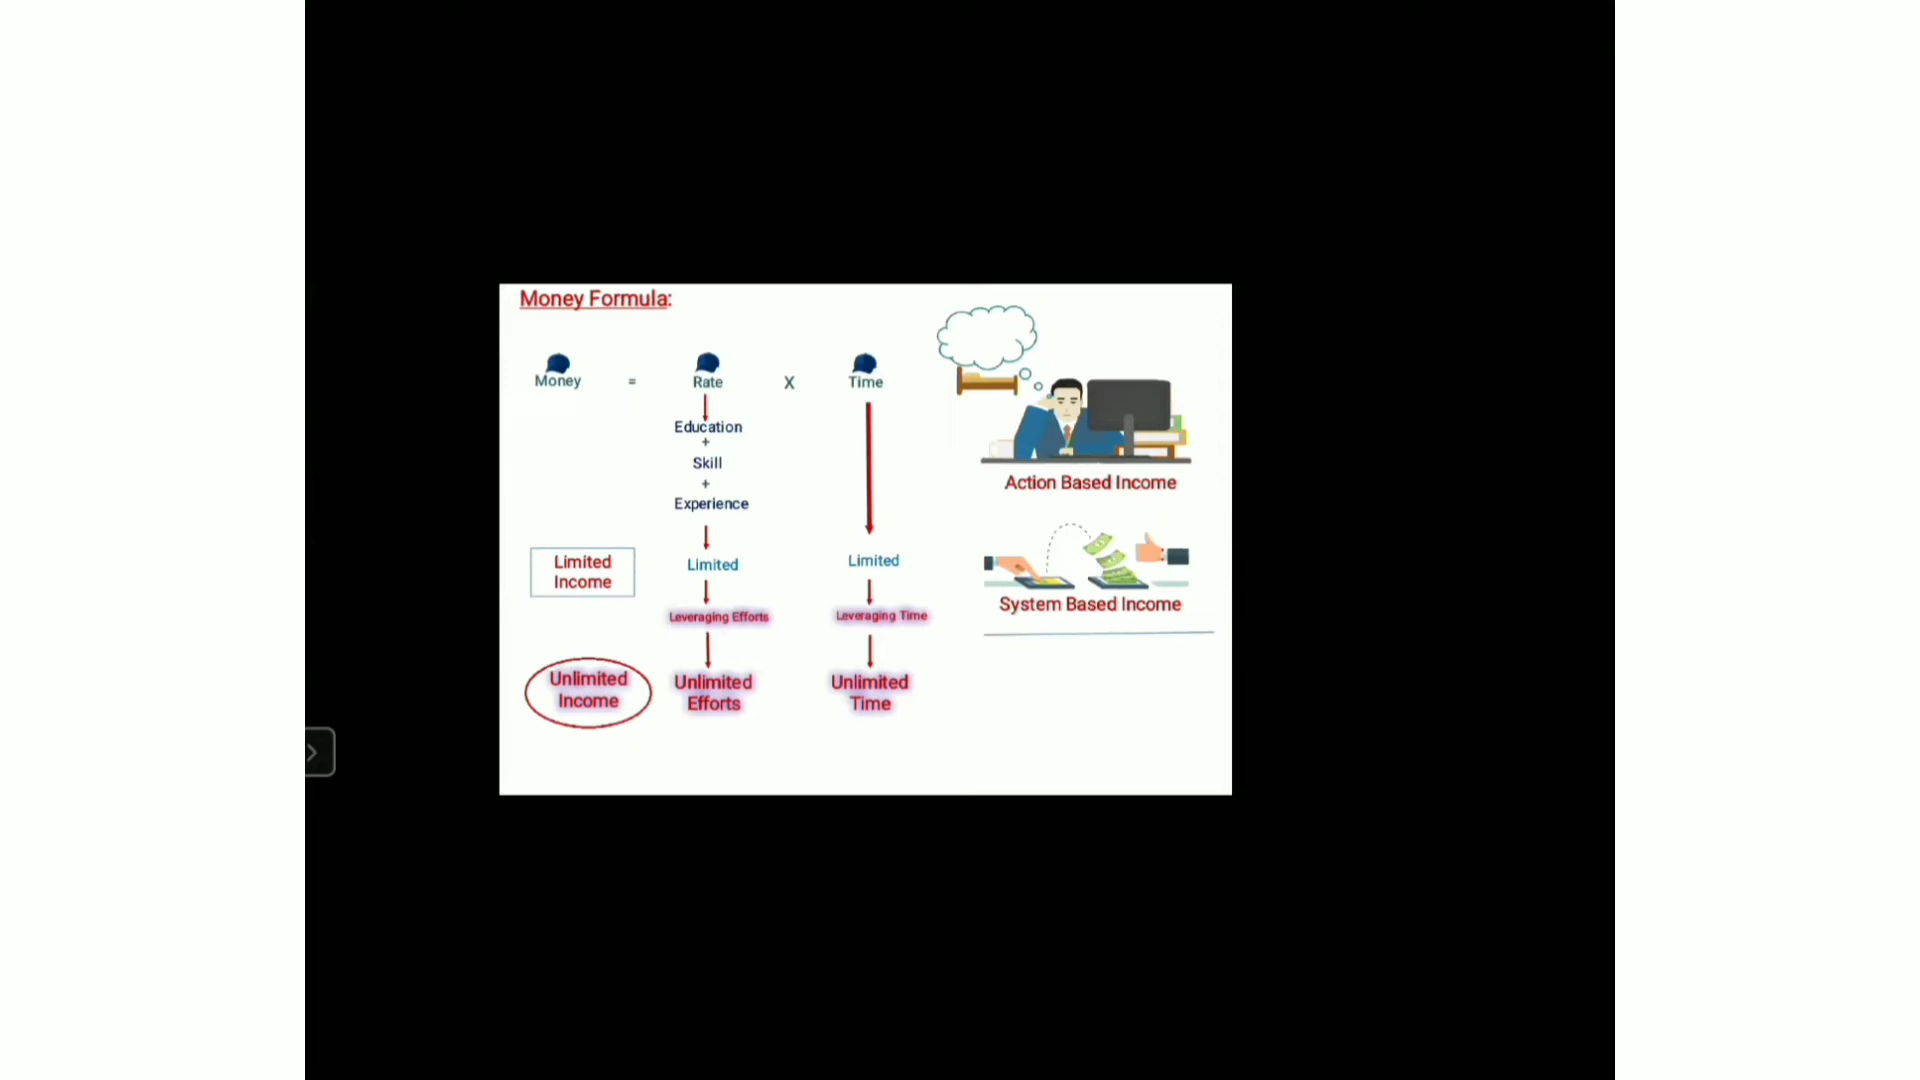 Money Formula:
Money = Rate X Time
Education
+
Skill
+
Experience
Limited
Income
Limited
Limited
Leveraging Efforts
Leveraging Time
Unlimited
Income
Unlimited
Efforts
Unlimited
Time
Action Based Income
System Based Income